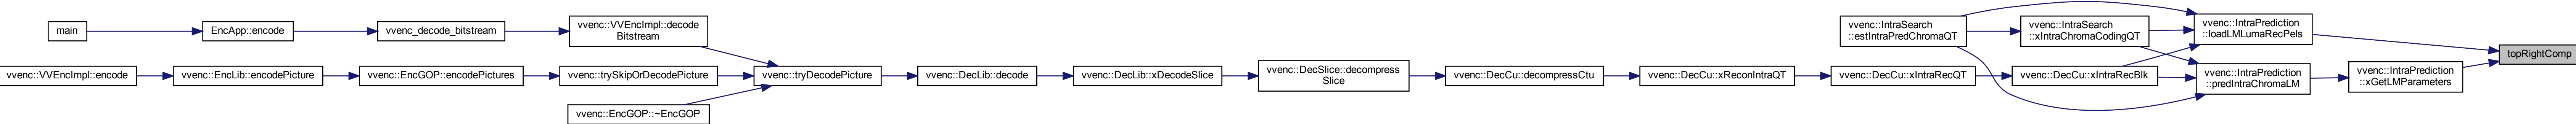 main
EncApp::encode
vvenc_decode_bitstream
vvenc::VVEncImpl::decode
Bitstream
vvenc::VVEncImpl::encode
vvenc::EncLib::encodePicture
vvenc::EncGOP::encodePictures
vvenc::trySkipOrDecodePicture
vvenc::EncGOP::~EncGOP
vvenc::tryDecodePicture
vvenc::DecLib::decode
vvenc::DecLib::xDecodeSlice
vvenc::DecSlice::decompress
Slice
vvenc::DecCu::decompressCtu
vvenc::DecCu::xReconIntraQT
vvenc::DecCu::xIntraRecQT
vvenc::IntraSearch
::estIntraPredChromaQT
vvenc::IntraSearch
::xIntraChromaCodingQT
vvenc::DecCu::xIntraRecBlk
vvenc::IntraPrediction
::loadLMLumaRecPels
vvenc::IntraPrediction
::predIntraChromaLM
vvenc::IntraPrediction
::xGetLMParameters
topRightComp